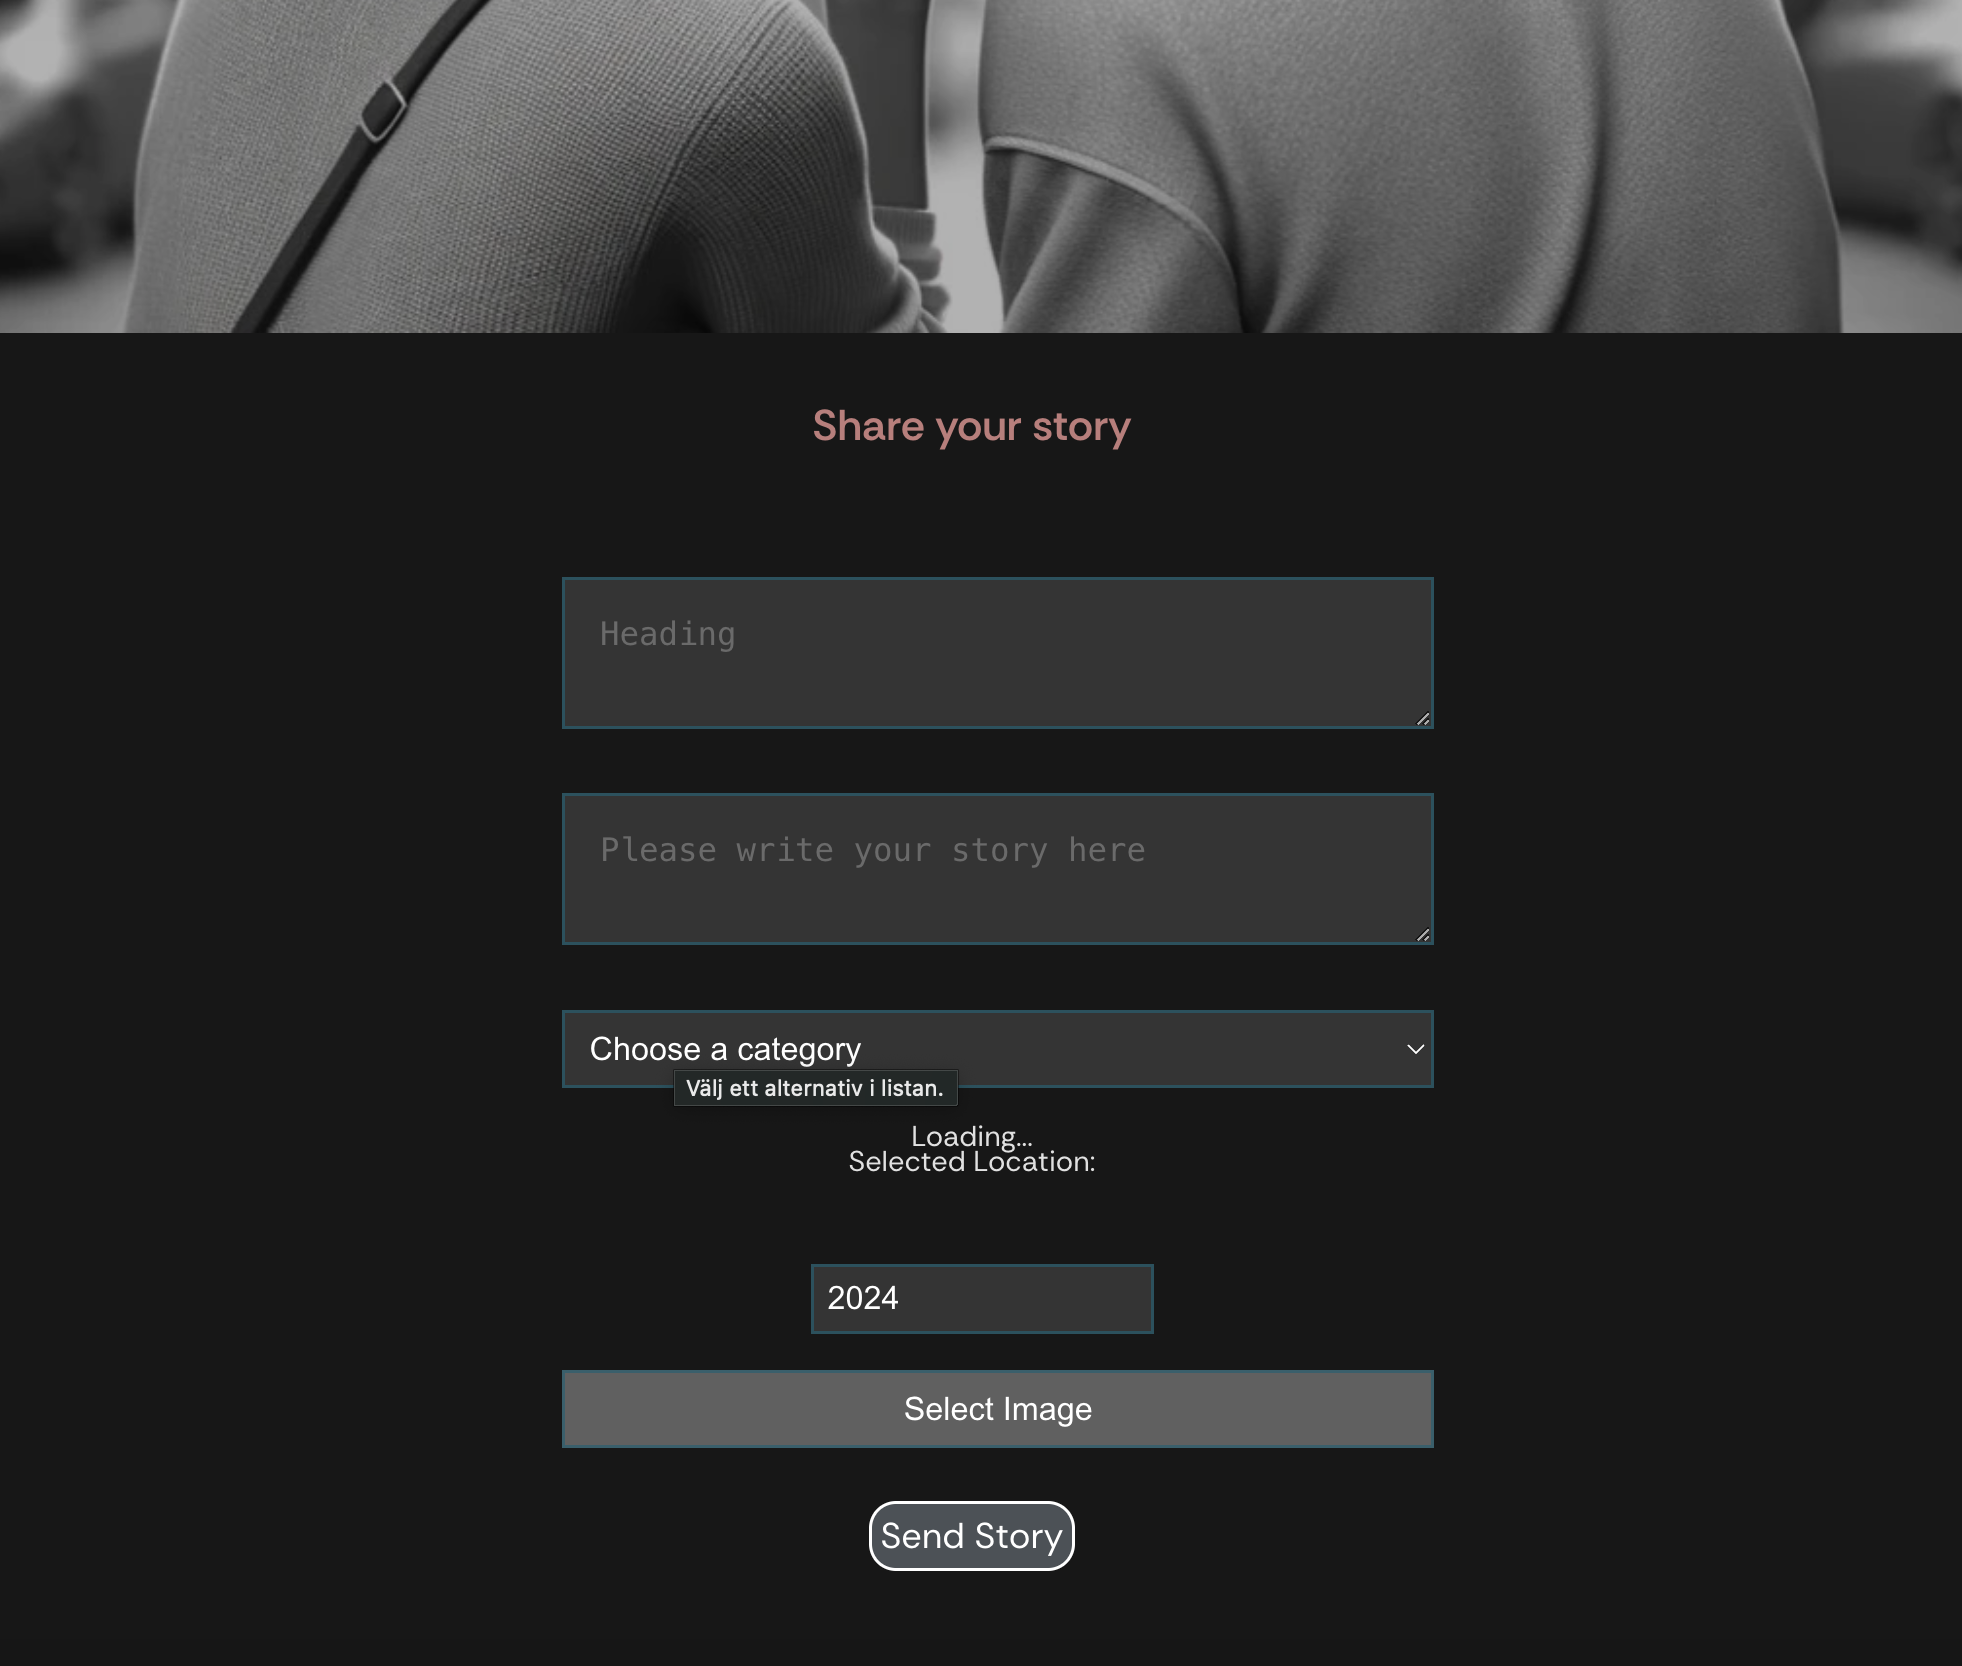 Share your story
Heading
Please write your story here
Choose a category
Välj ett alternativ i listan.
Loading...
Selected Location:
2024
Select Image
Send Story